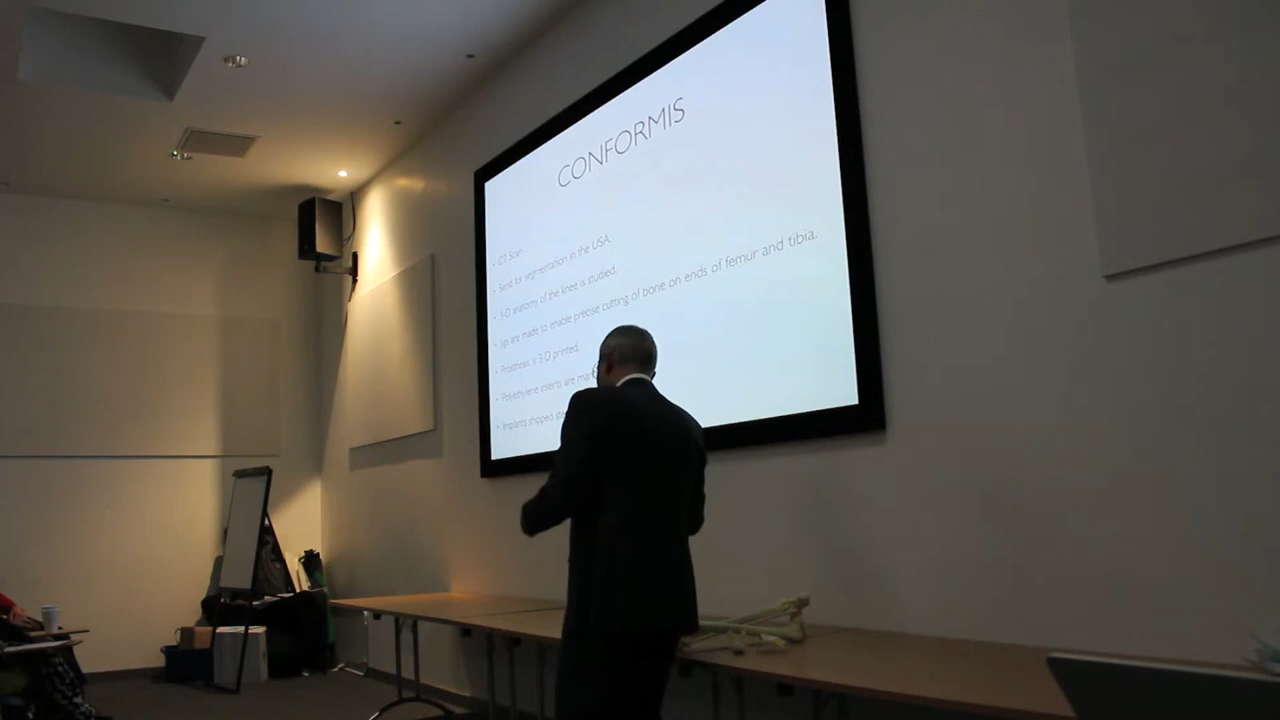 CONFORMIS
• CT Scan.
• Send for segmentation in the USA.
• 3-D anatomy of the knee is studied.
• Jigs are made to enable precise cutting of bone on ends of femur and tibia.
• Prosthesis is 3-D printed.
• Polyethylene inserts are
• Implants shipped